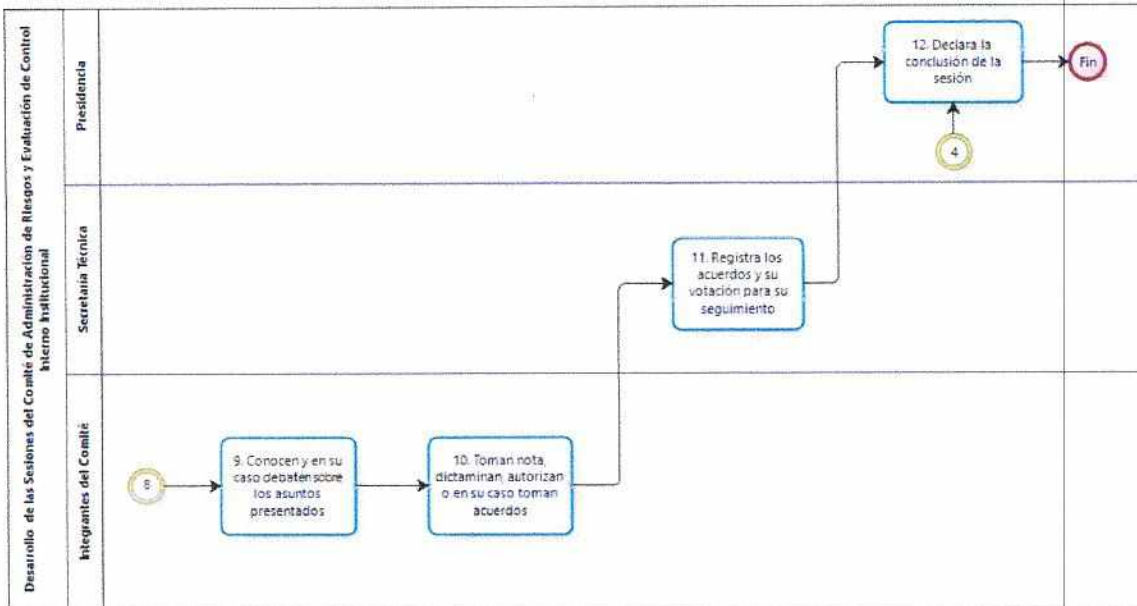 Desarrollo de las Sesiones del Comité de Administración de Riesgos y Evaluación de Control
Interno Institucional
Presidencia
12. Declara la
conclusión de la
sesión
Fin
4
Secretaría Técnica
11. Registra los
acuerdos y su
votación para su
seguimiento
Integrantes del Comité
8
9. Conocen y en su
caso debaten sobre
los asuntos
presentados
10. Toman nota,
dictaminan, autorizan
o en su caso toman
acuerdos